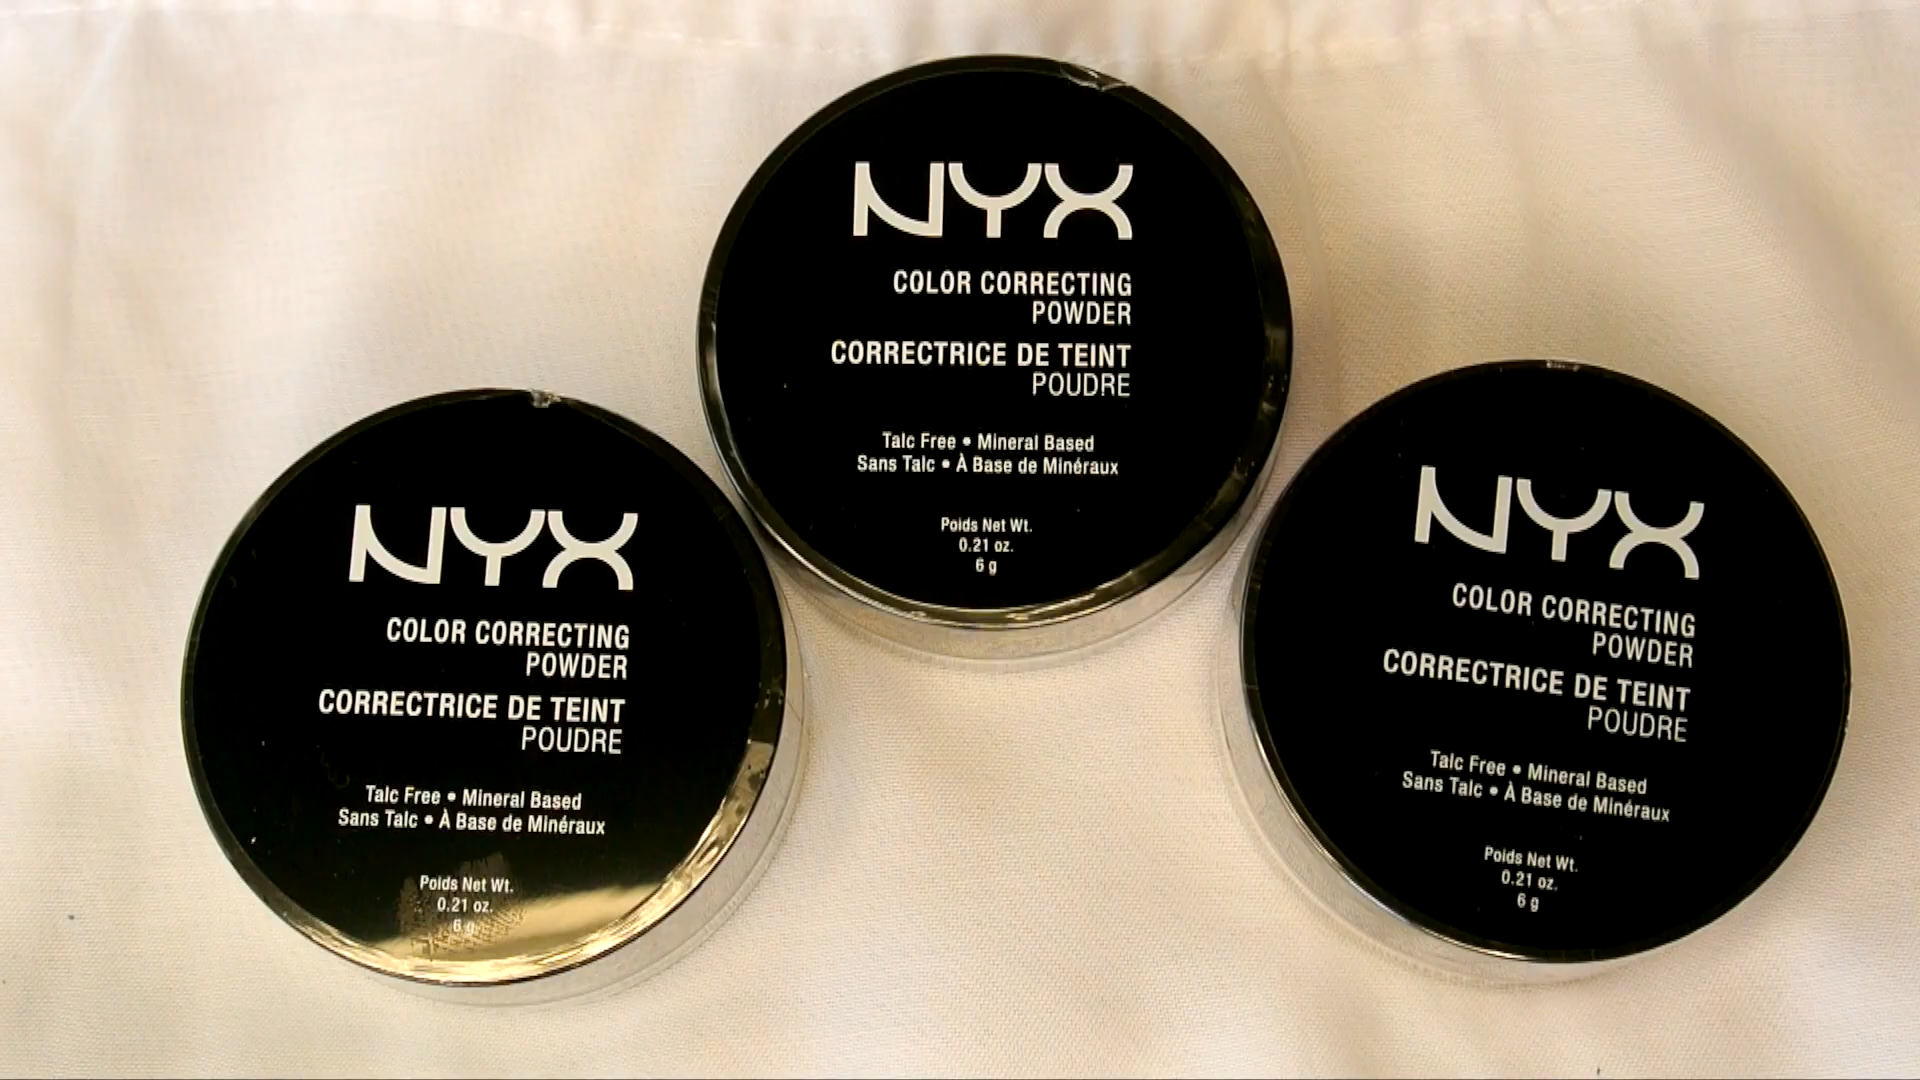 NYX
COLOR CORRECTING
POWDER
CORRECTRICE DE TEINT
POUDRE
Talc Free • Mineral Based
Sans Talc • À Base de Minéraux
Poids Net Wt.
0.21 oz.
6 g
NYX
COLOR CORRECTING
POWDER
CORRECTRICE DE TEINT
POUDRE
Talc Free • Mineral Based
Sans Talc • À Base de Minéraux
Poids Net Wt.
0.21 oz.
6 g
NYX
COLOR CORRECTING
POWDER
CORRECTRICE DE TEINT
POUDRE
Talc Free • Mineral Based
Sans Talc • À Base de Minéraux
Poids Net Wt.
0.21 oz.
6 g